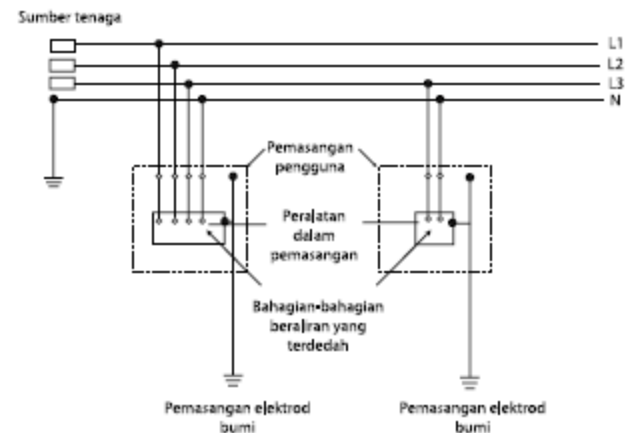 Sumber tenaga
L1
L2
L3
N
Pemasangan
pengguna
Peralatan
dalam
pemasangan
Bahagian-bahagian
beraliran yang
terdedah
Pemasangan elektrod
bumi
Pemasangan elektrod
bumi